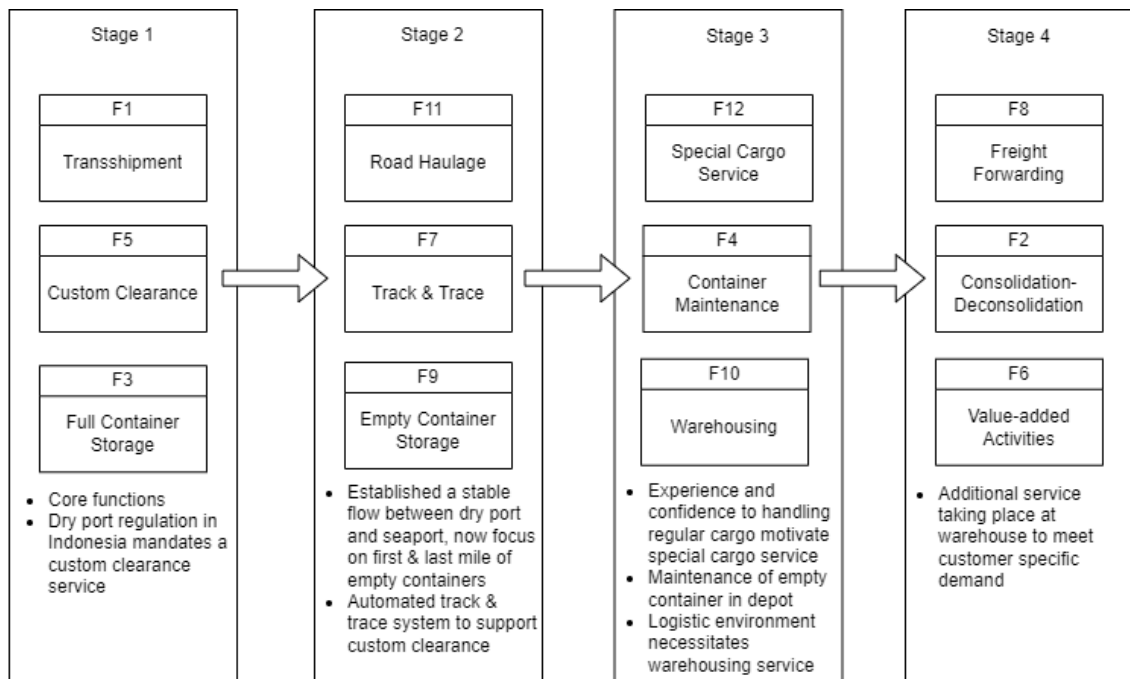 Stage 1
F1
Transshipment
F5
Custom Clearance
F3
Full Container
Storage
• Core functions
• Dry port regulation in
Indonesia mandates a
custom clearance
service
Stage 2
F11
Road Haulage
F7
Track & Trace
F9
Empty Container
Storage
• Established a stable
flow between dry port
and seaport, now focus
on first & last mile of
empty containers
• Automated track &
trace system to support
custom clearance
Stage 3
F12
Special Cargo
Service
F4
Container
Maintenance
F10
Warehousing
• Experience and
confidence to handling
regular cargo motivate
special cargo service
• Maintenance of empty
container in depot
• Logistic environment
necessitates
warehousing service
Stage 4
F8
Freight
Forwarding
F2
Consolidation-
Deconsolidation
F6
Value-added
Activities
• Additional service
taking place at
warehouse to meet
customer specific
demand